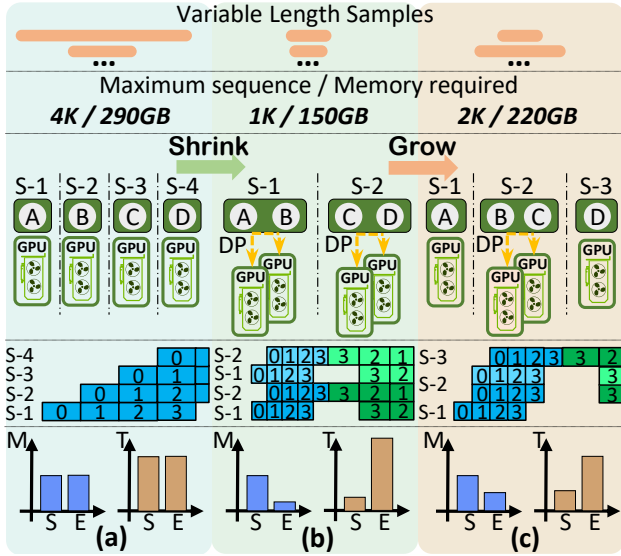 Variable Length Samples
... ... ...
Maximum sequence / Memory required
4K / 290GB 1K / 150GB 2K / 220GB
Shrink Grow
S-1 S-2 S-3 S-4 S-1 S-2 S-1 S-2 S-3
A B C D A B C D A B C D
DP DP DP
GPU GPU GPU GPU GPU GPU GPU GPU GPU GPU GPU GPU
S-4 0 S-2 0 1 2 3 3 2 1 S-3 0 1 2 3 3 2
S-3 0 1 S-1 0 1 2 3 3 2 0 1 2 3 3
S-2 0 1 2 S-2 0 1 2 3 3 2 1 S-2 0 1 2 3 3
S-1 0 1 2 3 S-1 0 1 2 3 3 2 S-1 0 1 2 3
M T M T M T
S E S E S E S E S E S E
(a) (b) (c)